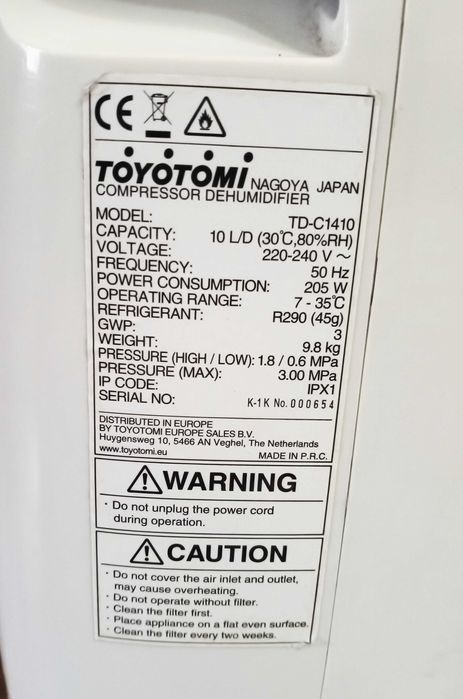 CE
TOYOTOMI NAGOYA JAPAN
COMPRESSOR DEHUMIDIFIER
MODEL: TD-C1410
CAPACITY: 10 L/D (30℃,80%RH)
VOLTAGE: 220-240 V ~
FREQUENCY: 50 Hz
POWER CONSUMPTION: 205 W
OPERATING RANGE: 7 - 35℃
REFRIGERANT: R290 (45g)
GWP: 3
WEIGHT: 9.8 kg
PRESSURE (HIGH / LOW): 1.8 / 0.6 MPa
PRESSURE (MAX): 3.00 MPa
IP CODE: IPX1
SERIAL NO: K-1K No. 000654
DISTRIBUTED IN EUROPE
BY TOYOTOMI EUROPE SALES B.V.
Huygensweg 10, 5466 AN Veghel, The Netherlands
www.toyotomi.eu MADE IN P.R.C.
WARNING
· Do not unplug the power cord
during operation.
CAUTION
· Do not cover the air inlet and outlet,
may cause overheating.
· Do not operate without filter.
· Clean the filter first.
· Place appliance on a flat even surface.
· Clean the filter every two weeks.